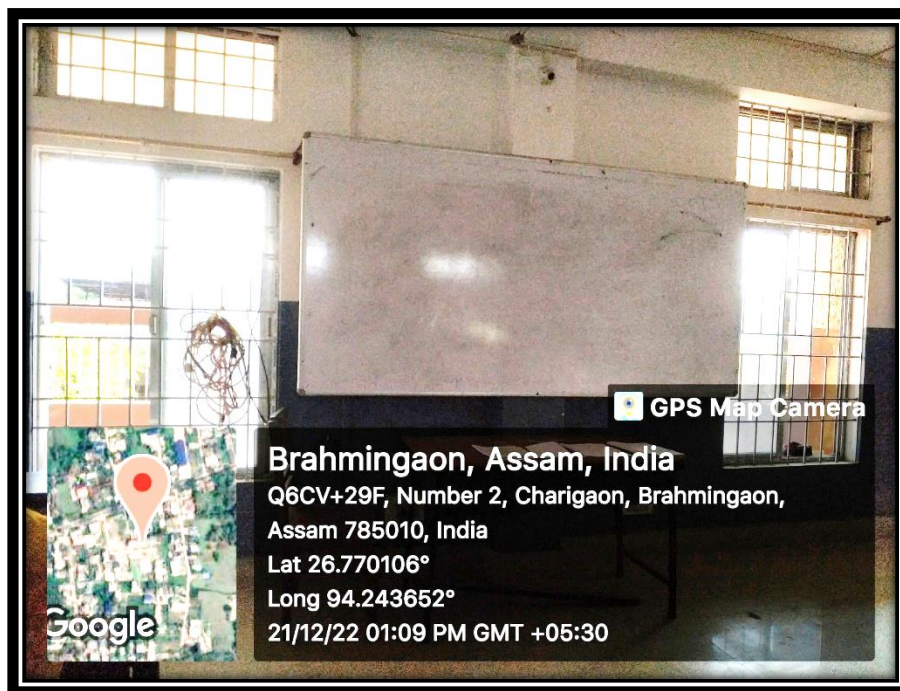 GPS Map Camera
Brahmingaon, Assam, India
Q6CV+29F, Number 2, Charigaon, Brahmingaon,
Assam 785010, India
Lat 26.770106°
Long 94.243652°
21/12/22 01:09 PM GMT +05:30
Google